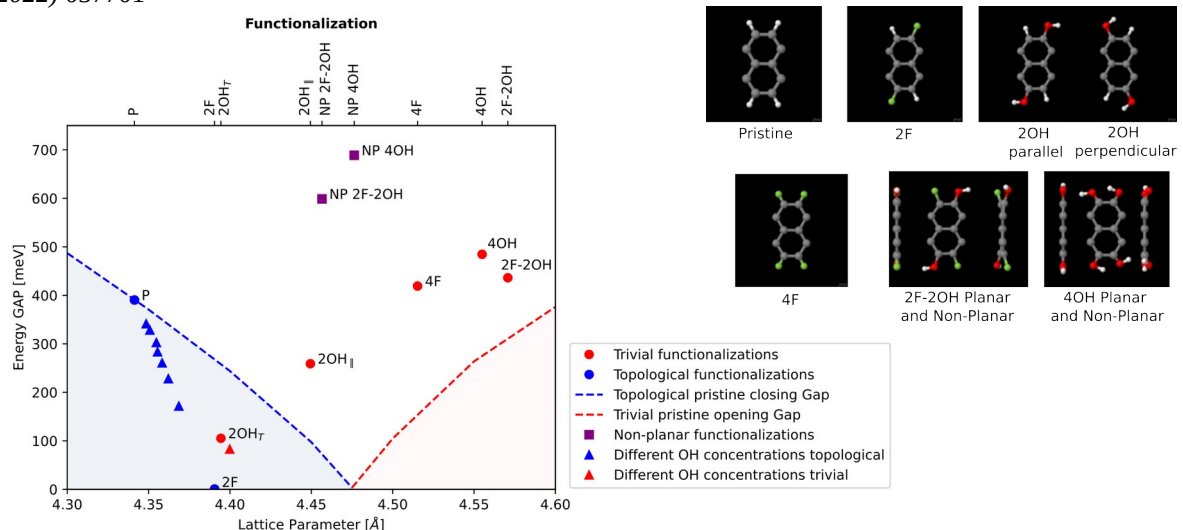 2022) 037701
Functionalization
P
2F
2OH_T
2OH_∥
NP 2F-2OH
NP 4OH
4F
4OH
2F-2OH
Energy GAP [meV]
700
600
500
400
300
200
100
0
NP 4OH
NP 2F-2OH
4OH
2F-2OH
4F
P
2OH_∥
2OH_T
2F
4.30 4.35 4.40 4.45 4.50 4.55 4.60
Lattice Parameter [Å]
Trivial functionalizations
Topological functionalizations
Topological pristine closing Gap
Trivial pristine opening Gap
Non-planar functionalizations
Different OH concentrations topological
Different OH concentrations trivial
Pristine
2F
2OH
parallel
2OH
perpendicular
4F
2F-2OH Planar
and Non-Planar
4OH Planar
and Non-Planar